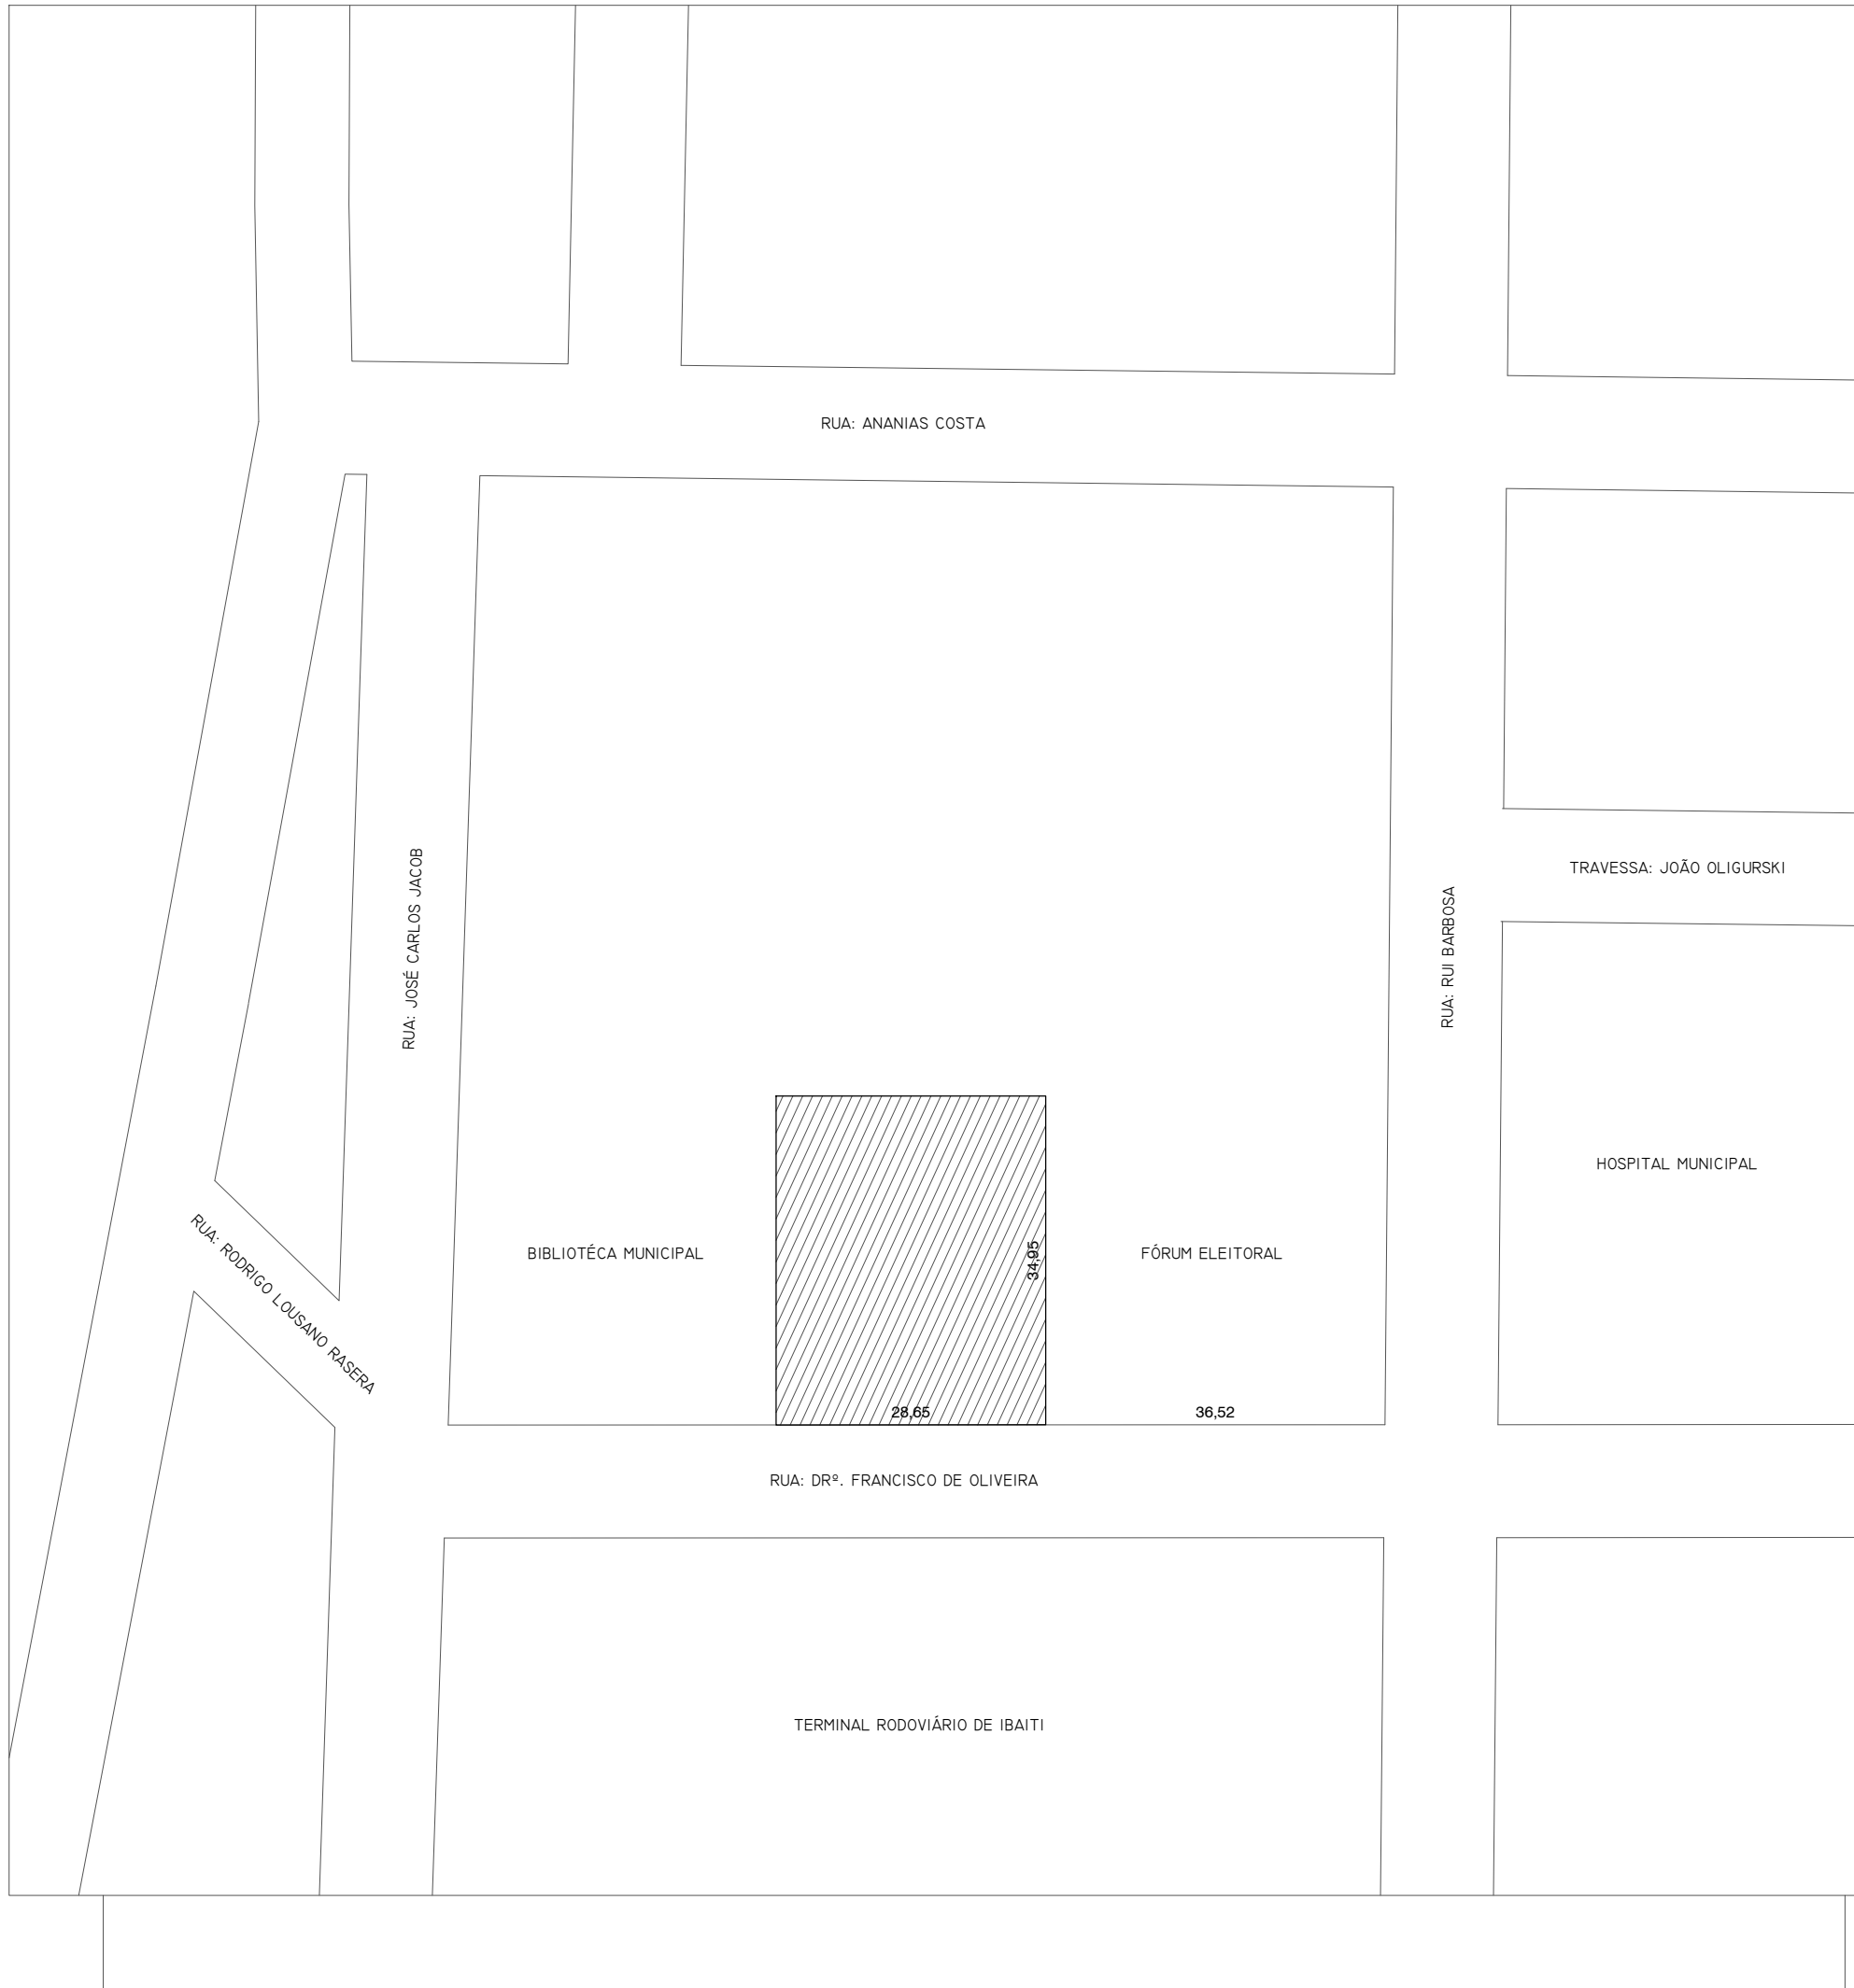 RUA: ANANIAS COSTA
TRAVESSA: JOÃO OLIGURSKI
RUA: JOSÉ CARLOS JACOB
RUA: RUI BARBOSA
HOSPITAL MUNICIPAL
RUA: RODRIGO LOUSANO RASERA
BIBLIOTÉCA MUNICIPAL
34,95
FÓRUM ELEITORAL
28,65
36,52
RUA: DRº. FRANCISCO DE OLIVEIRA
TERMINAL RODOVIÁRIO DE IBAITI